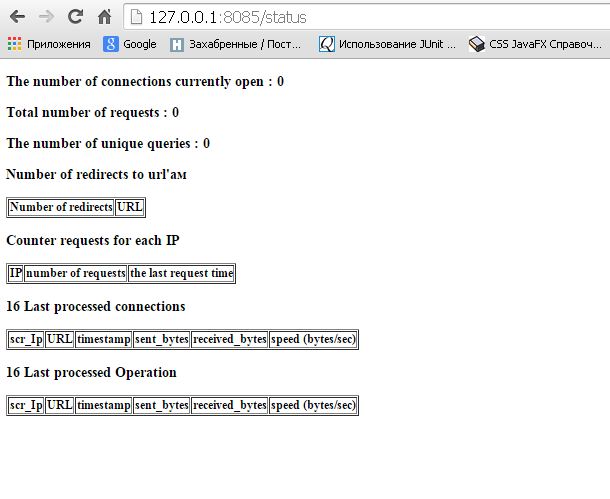 127.0.0.1:8085/status
Приложения Google Захабренные / Пост... Использование JUnit ... CSS JavaFX Справоч...
The number of connections currently open : 0
Total number of requests : 0
The number of unique queries : 0
Number of redirects to url'ам
Number of redirects URL
Counter requests for each IP
IP number of requests the last request time
16 Last processed connections
scr_Ip URL timestamp sent_bytes received_bytes speed (bytes/sec)
16 Last processed Operation
scr_Ip URL timestamp sent_bytes received_bytes speed (bytes/sec)